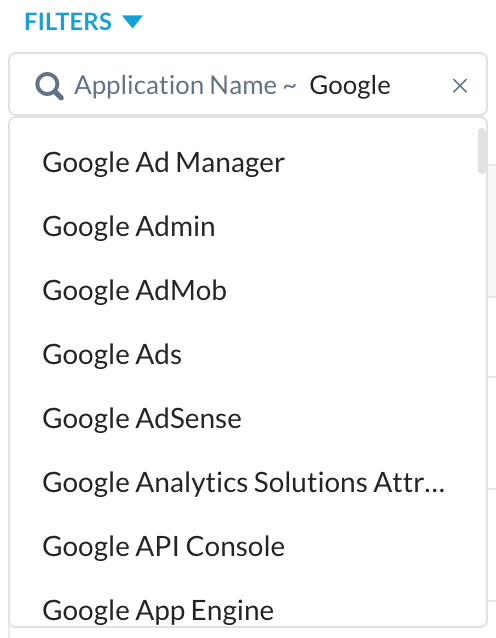 FILTERS
Application Name ~ Google
Google Ad Manager
Google Admin
Google AdMob
Google Ads
Google AdSense
Google Analytics Solutions Attr...
Google API Console
Google App Engine